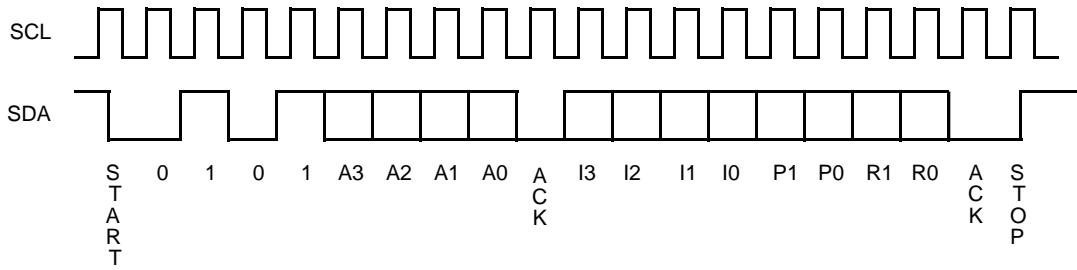 SCL
SDA
START 0 1 0 1 A3 A2 A1 A0 ACK I3 I2 I1 I0 P1 P0 R1 R0 ACK STOP